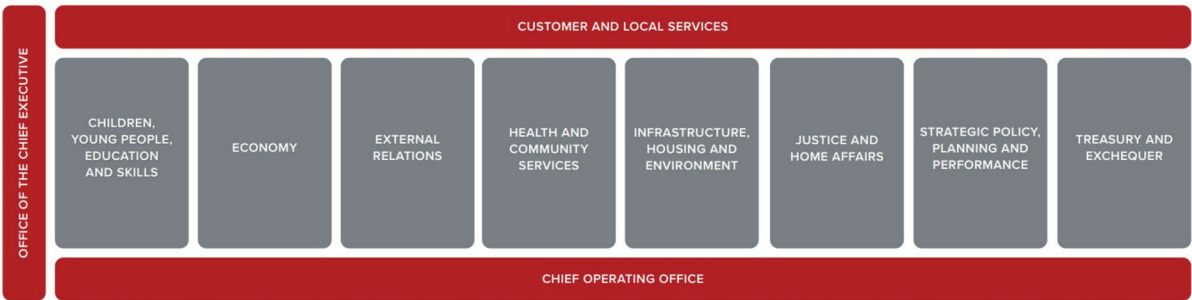 OFFICE OF THE CHIEF EXECUTIVE
CUSTOMER AND LOCAL SERVICES
CHILDREN,
YOUNG PEOPLE,
EDUCATION
AND SKILLS
ECONOMY
EXTERNAL
RELATIONS
HEALTH AND
COMMUNITY
SERVICES
INFRASTRUCTURE,
HOUSING AND
ENVIRONMENT
JUSTICE AND
HOME AFFAIRS
STRATEGIC POLICY,
PLANNING AND
PERFORMANCE
TREASURY AND
EXCHEQUER
CHIEF OPERATING OFFICE